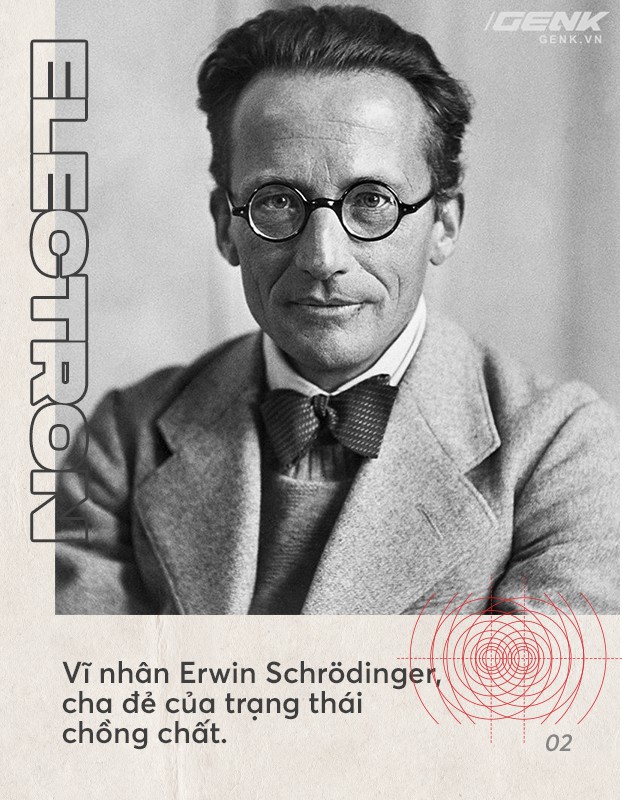 /GENK
GENK.VN
ELECTRON
Vĩ nhân Erwin Schrödinger,
cha đẻ của trạng thái
chồng chất.
02